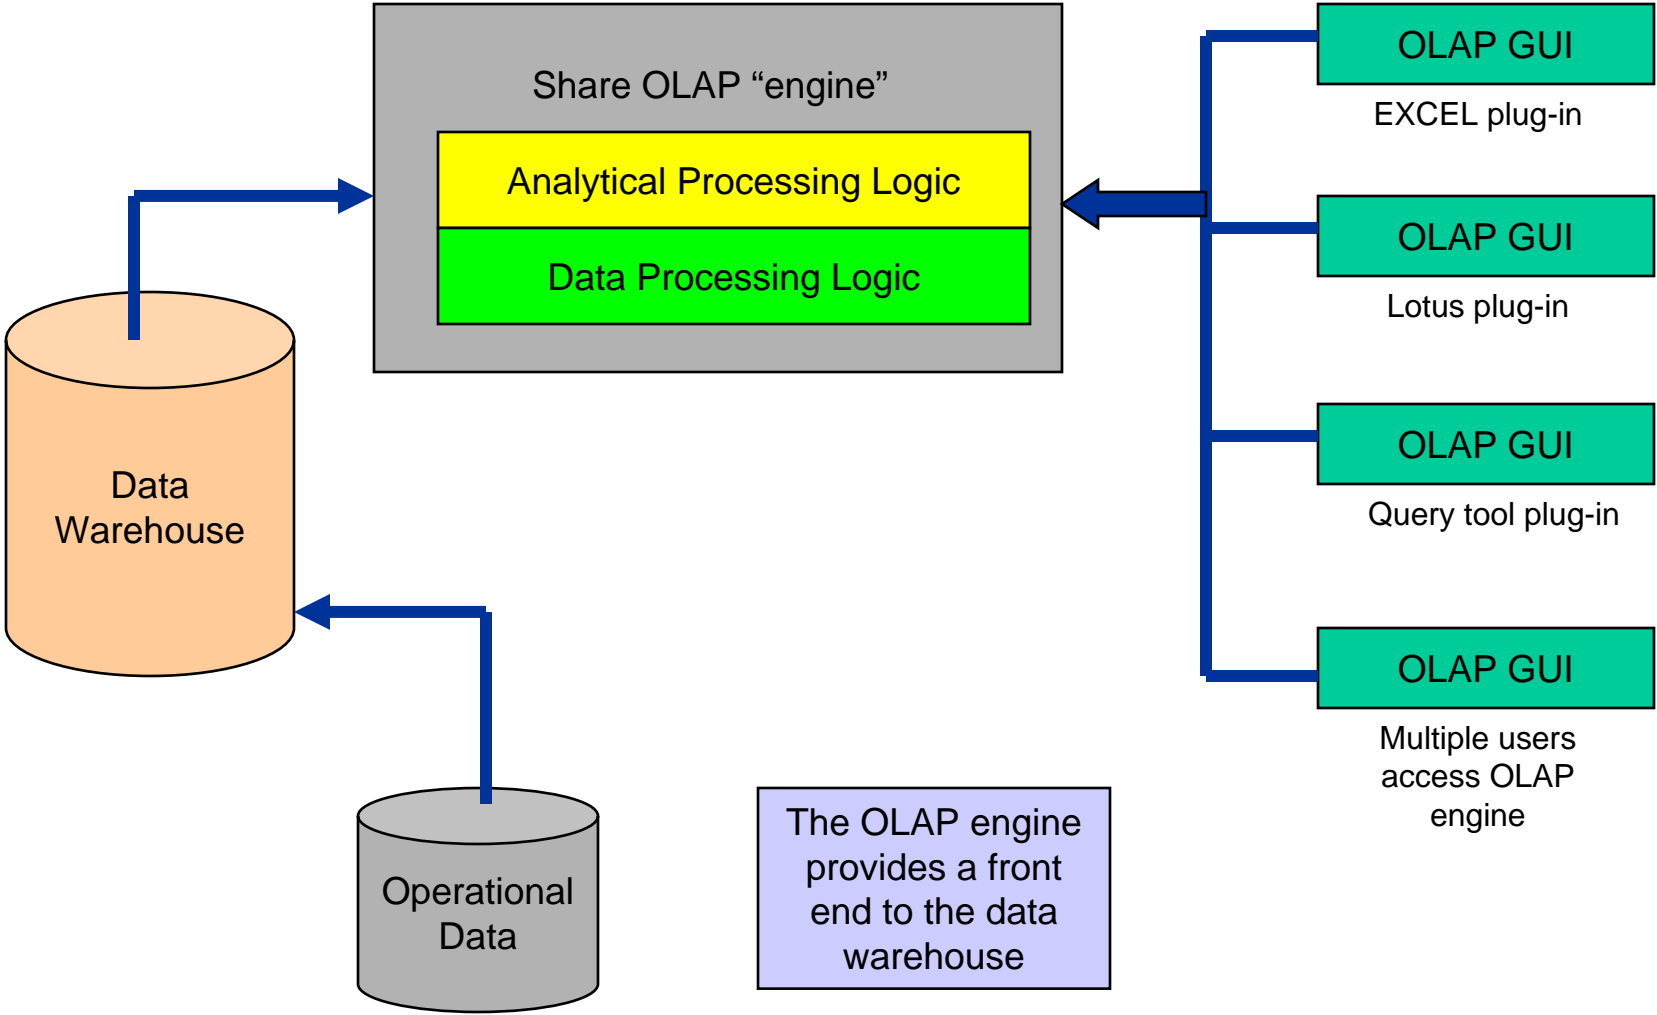 Share OLAP “engine”
Analytical Processing Logic
Data Processing Logic
OLAP GUI
EXCEL plug-in
OLAP GUI
Lotus plug-in
OLAP GUI
Query tool plug-in
OLAP GUI
Multiple users
access OLAP
engine
Data
Warehouse
Operational
Data
The OLAP engine
provides a front
end to the data
warehouse